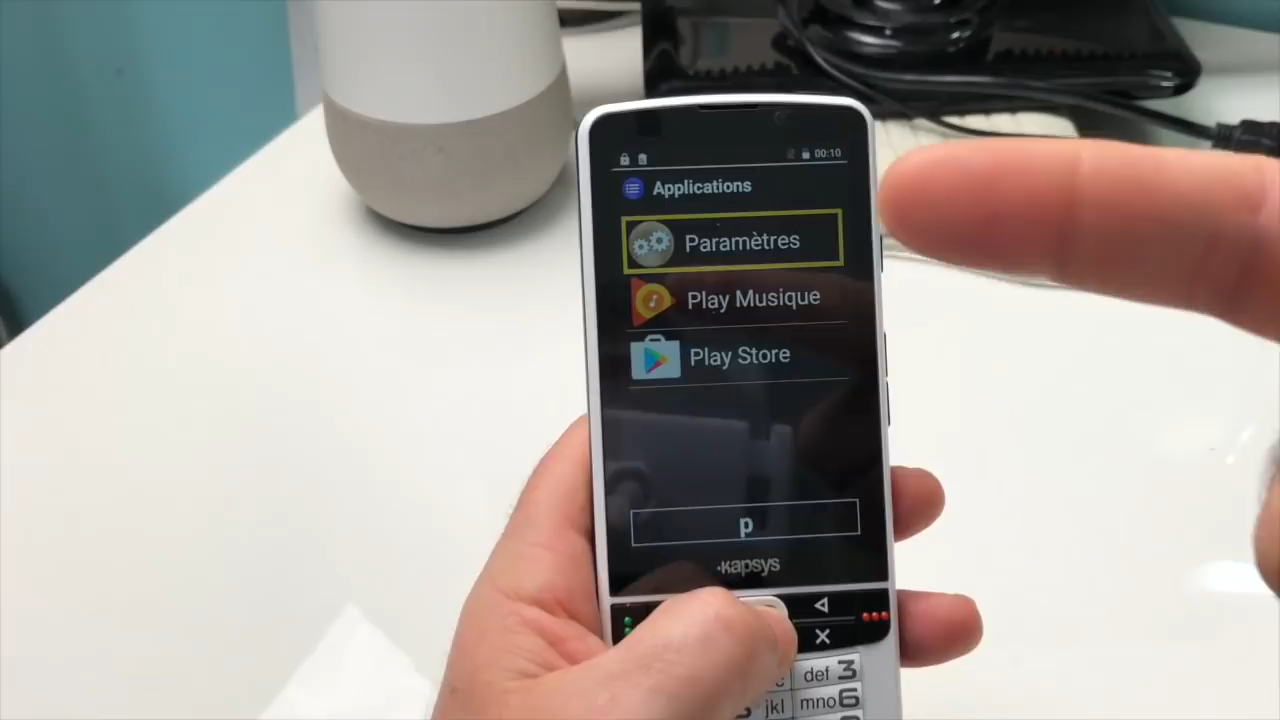 00:10
Applications
Paramètres
Play Musique
Play Store
p
kapsys
def 3
jkl mno 6